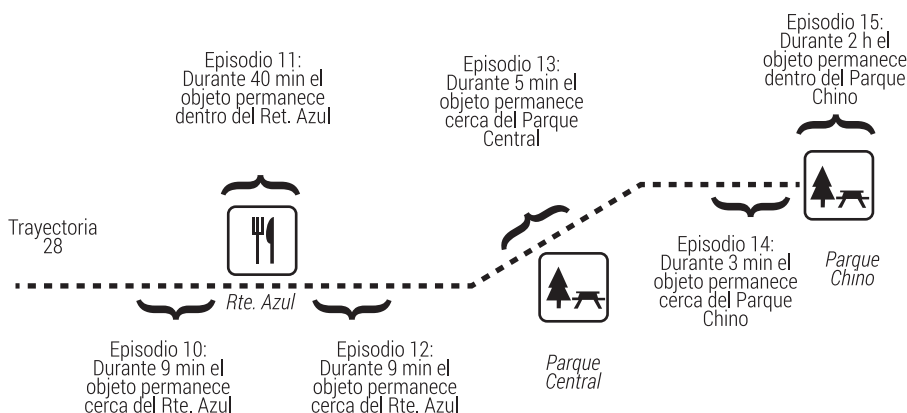 Episodio 11:
Durante 40 min el
objeto permanece
dentro del Ret. Azul
Episodio 13:
Durante 5 min el
objeto permanece
cerca del Parque
Central
Episodio 15:
Durante 2 h el
objeto permanece
dentro del Parque
Chino
Trayectoria
28
Rte. Azul
Episodio 10:
Durante 9 min el
objeto permanece
cerca del Rte. Azul
Episodio 12:
Durante 9 min el
objeto permanece
cerca del Rte. Azul
Parque
Central
Episodio 14:
Durante 3 min el
objeto permanece
cerca del Parque
Chino
Parque
Chino